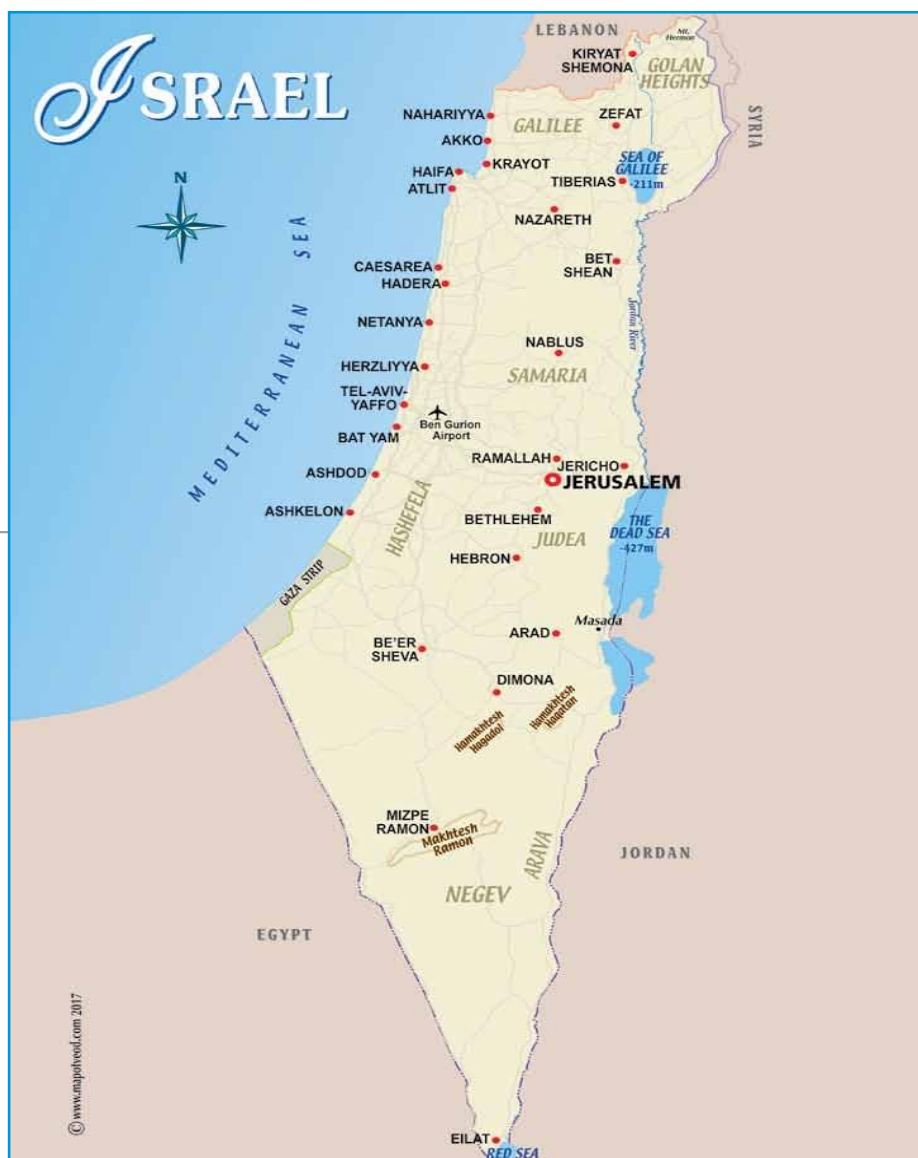 ISRAEL
LEBANON
Mt.
Hermon
KIRYAT
SHEMONA
GOLAN
HEIGHTS
SYRIA
NAHARIYYA
GALILEE
ZEFAT
AKKO
KRAYOT
SEA OF
GALILEE
-211m
HAIFA
TIBERIAS
ATLIT
N
NAZARETH
MEDITERRANEAN SEA
CAESAREA
BET
SHEAN
HADERA
Jordan River
NETANYA
NABLUS
HERZLIYYA
SAMARIA
TEL-AVIV-
YAFFO
Ben Gurion
Airport
BAT YAM
RAMALLAH
JERICHO
ASHDOD
JERUSALEM
HASHEFELA
ASHKELON
BETHLEHEM
THE
DEAD SEA
-427m
JUDEA
HEBRON
GAZA STRIP
Masada
ARAD
BE'ER
SHEVA
DIMONA
Hamakhtesh
Hagadol
Hamakhtesh
Haqatan
MIZPE
RAMON
Makhtesh
Ramon
ARAVA
JORDAN
NEGEV
EGYPT
© www.mapotveod.com 2017
EILAT
RED SEA